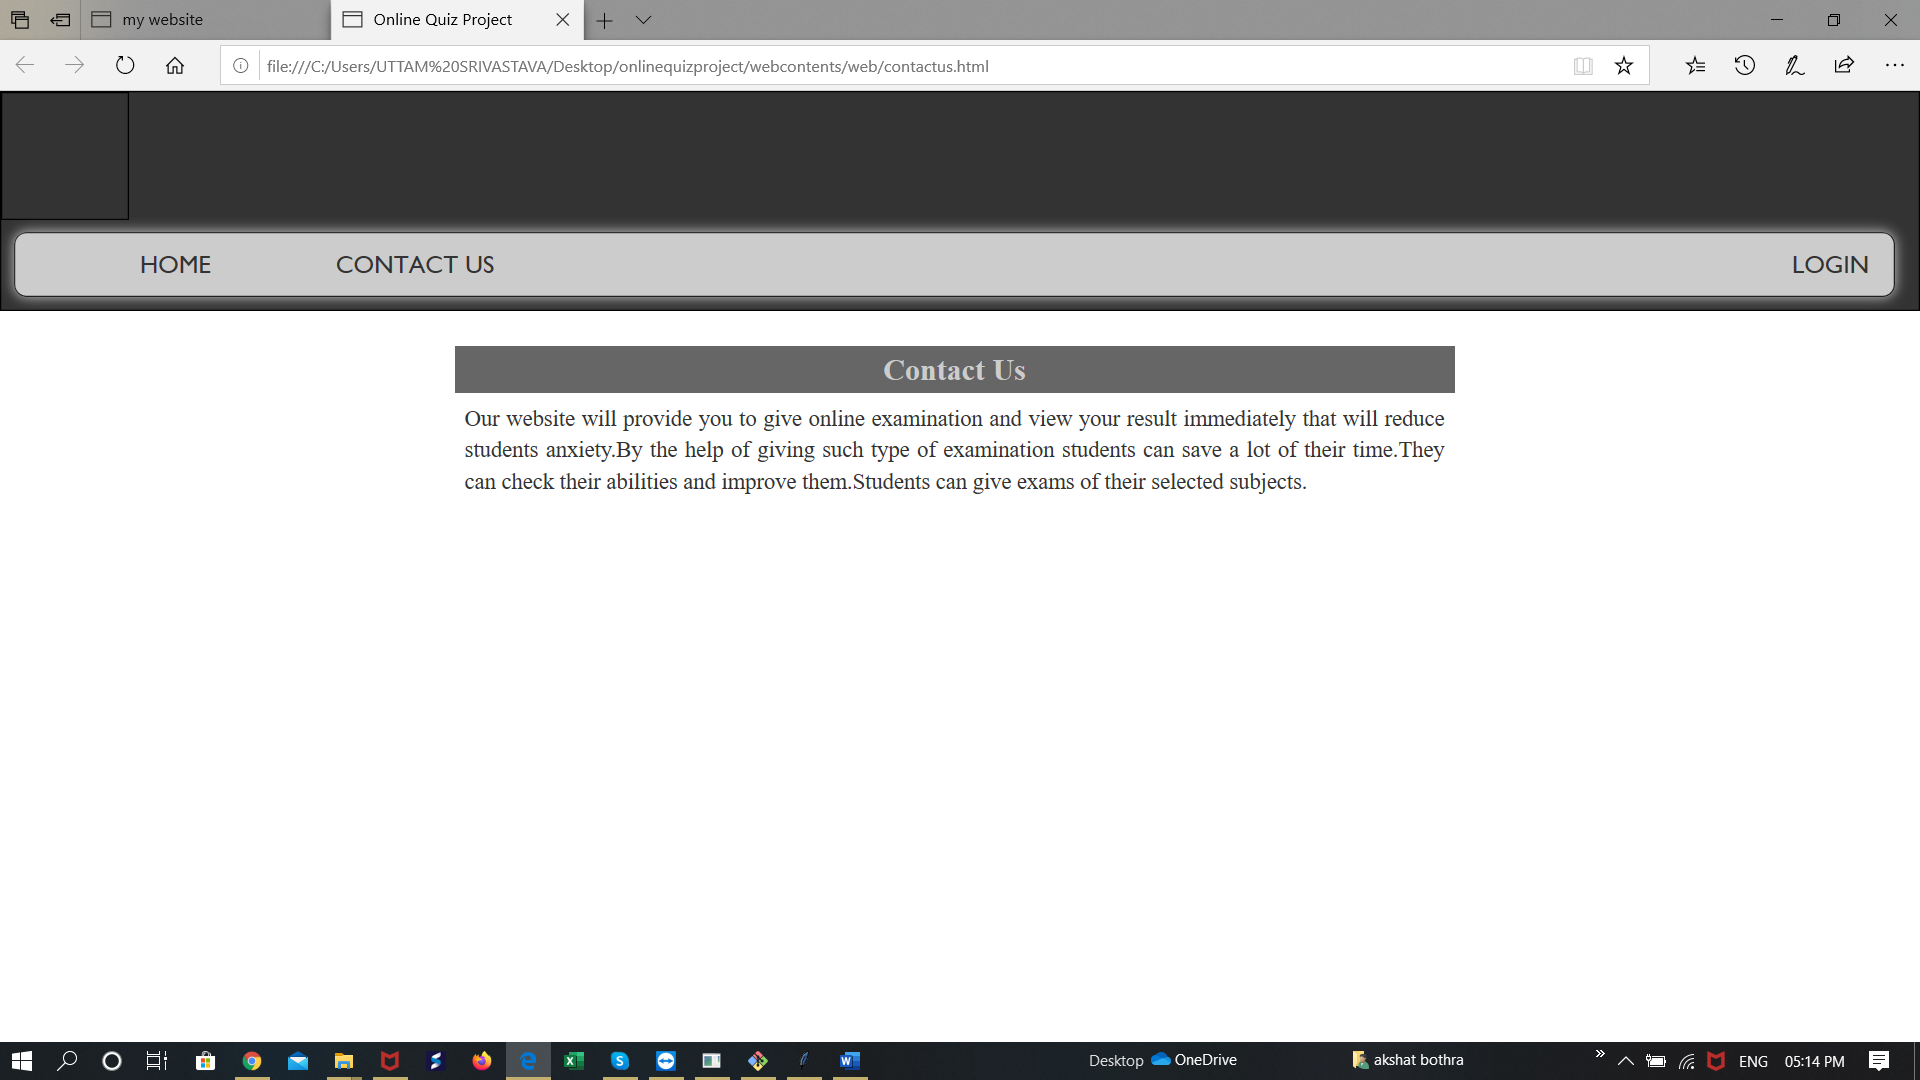 my website
Online Quiz Project
file:///C:/Users/UTTAM%20SRIVASTAVA/Desktop/onlinequizproject/webcontents/web/contactus.html
HOME CONTACT US LOGIN
Contact Us
Our website will provide you to give online examination and view your result immediately that will reduce
students anxiety.By the help of giving such type of examination students can save a lot of their time.They
can check their abilities and improve them.Students can give exams of their selected subjects.
Desktop OneDrive akshat bothra ENG 05:14 PM